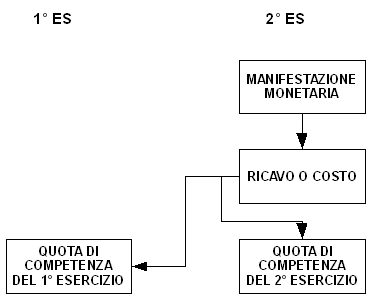 1° ES
2° ES
MANIFESTAZIONE
MONETARIA
RICAVO O COSTO
QUOTA DI
COMPETENZA
DEL 1° ESERCIZIO
QUOTA DI
COMPETENZA
DEL 2° ESERCIZIO